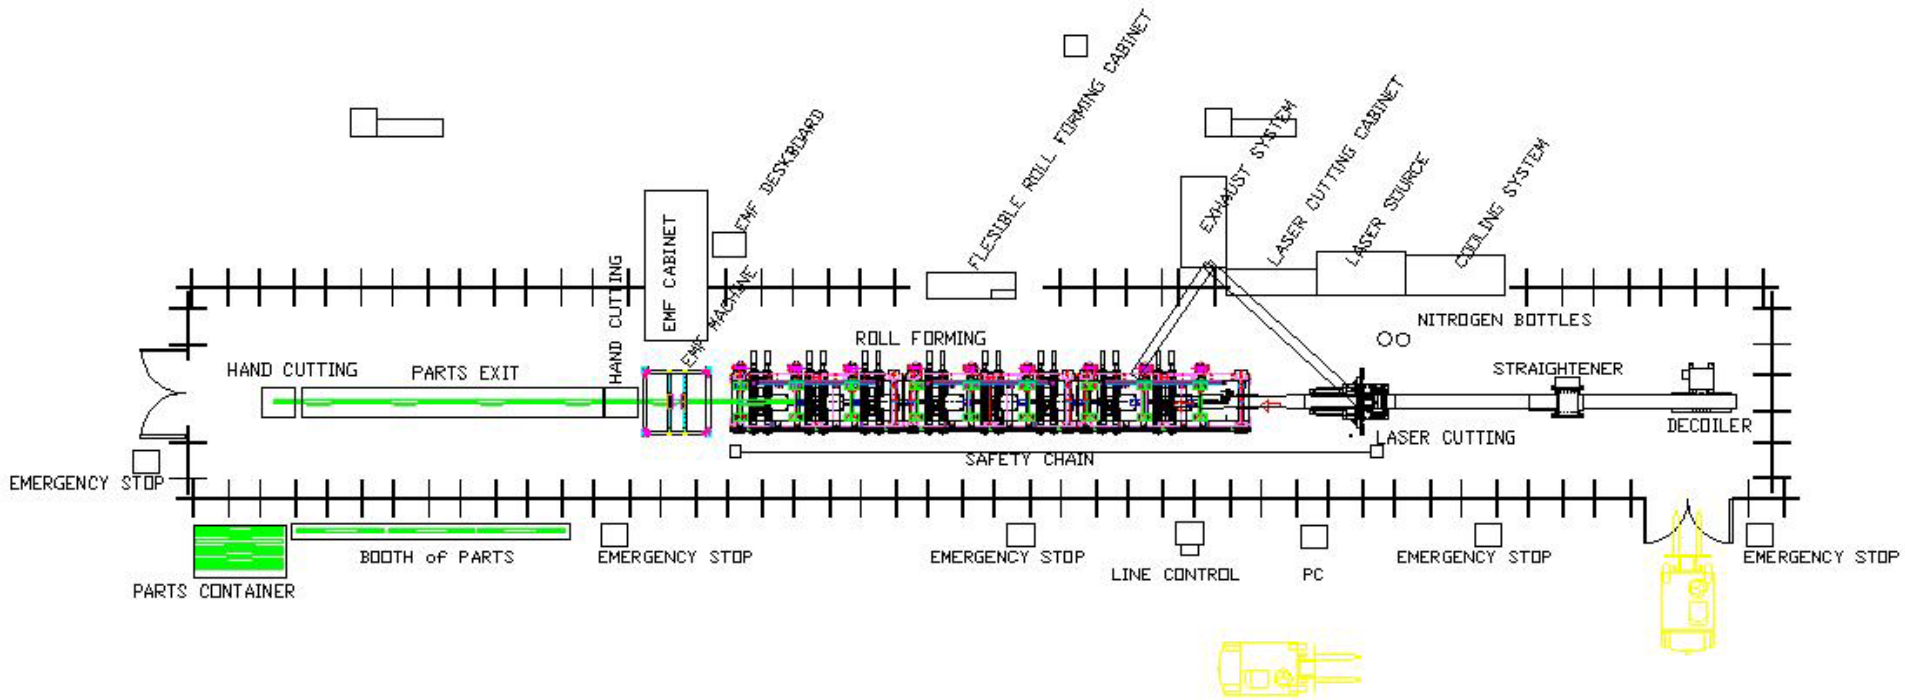 FLESIBLE ROLL FORMING CABINET
EMF DESKBOARD
EXHAUST SYSTEM
LASER CUTTING CABINET
LASER SOURCE
COOLING SYSTEM
EMF CABINET
HAND CUTTING
EMF MACHINE
ROLL FORMING
NITROGEN BOTTLES
HAND CUTTING
PARTS EXIT
STRAIGHTENER
DECOILER
LASER CUTTING
SAFETY CHAIN
EMERGENCY STOP
BOOTH of PARTS
EMERGENCY STOP
EMERGENCY STOP
LINE CONTROL
PC
EMERGENCY STOP
EMERGENCY STOP
PARTS CONTAINER